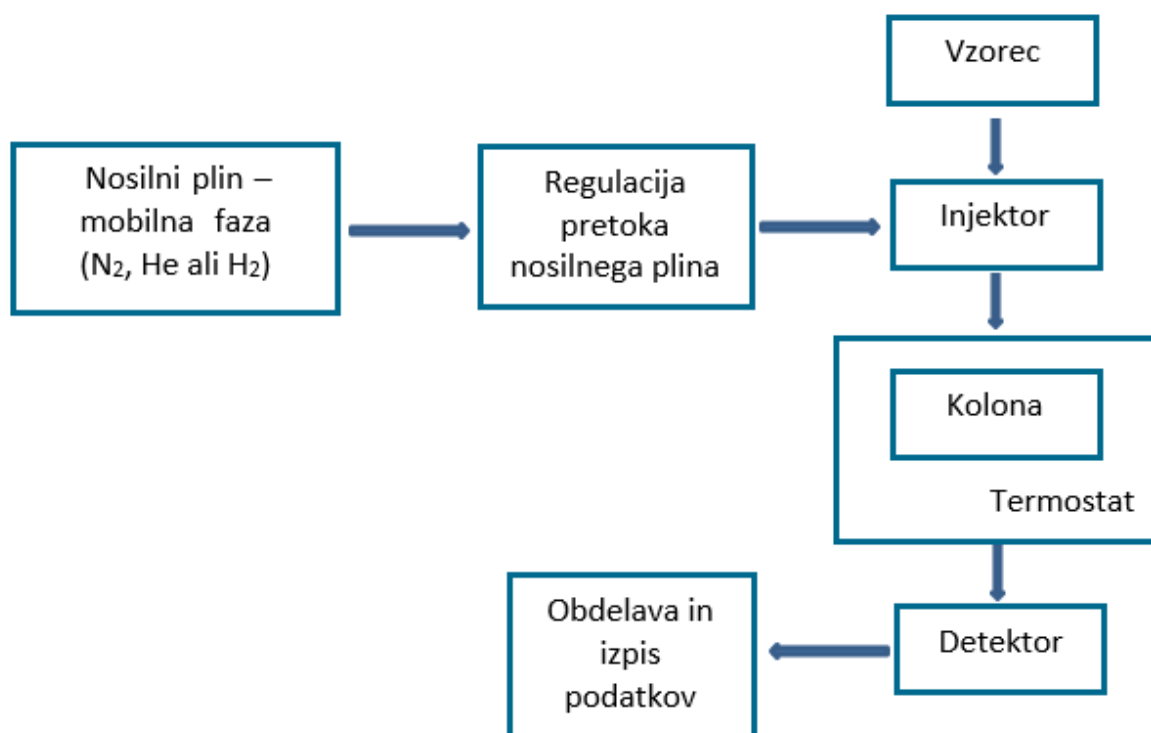 Vzorec
Nosilni plin –
mobilna faza
(N₂, He ali H₂)
Regulacija
pretoka
nosilnega plina
Injektor
Kolona
Termostat
Obdelava in
izpis
podatkov
Detektor